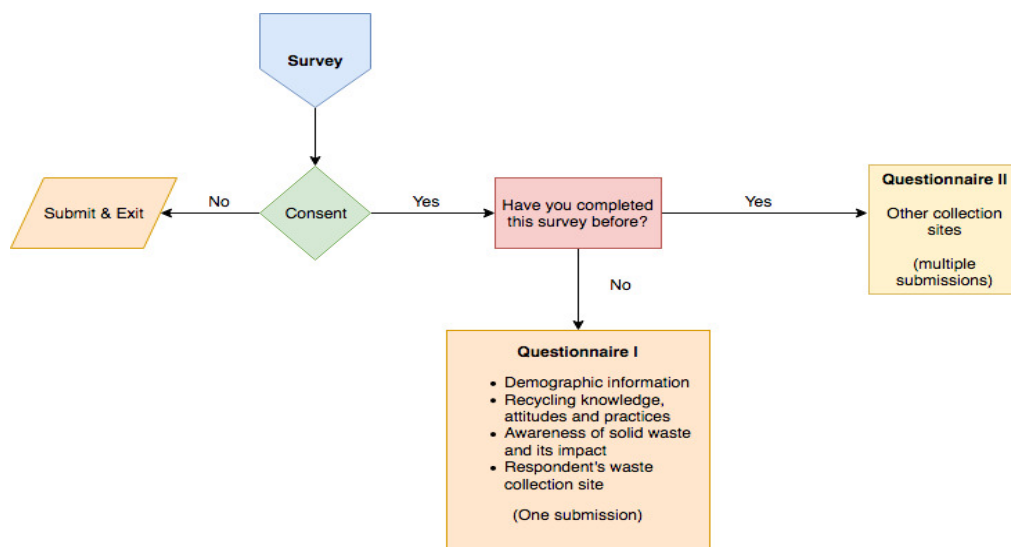 Survey
Submit & Exit
No
Consent
Yes
Have you completed
this survey before?
Yes
Questionnaire II
Other collection
sites
(multiple
submissions)
No
Questionnaire I
• Demographic information
• Recycling knowledge,
attitudes and practices
• Awareness of solid waste
and its impact
• Respondent's waste
collection site
(One submission)